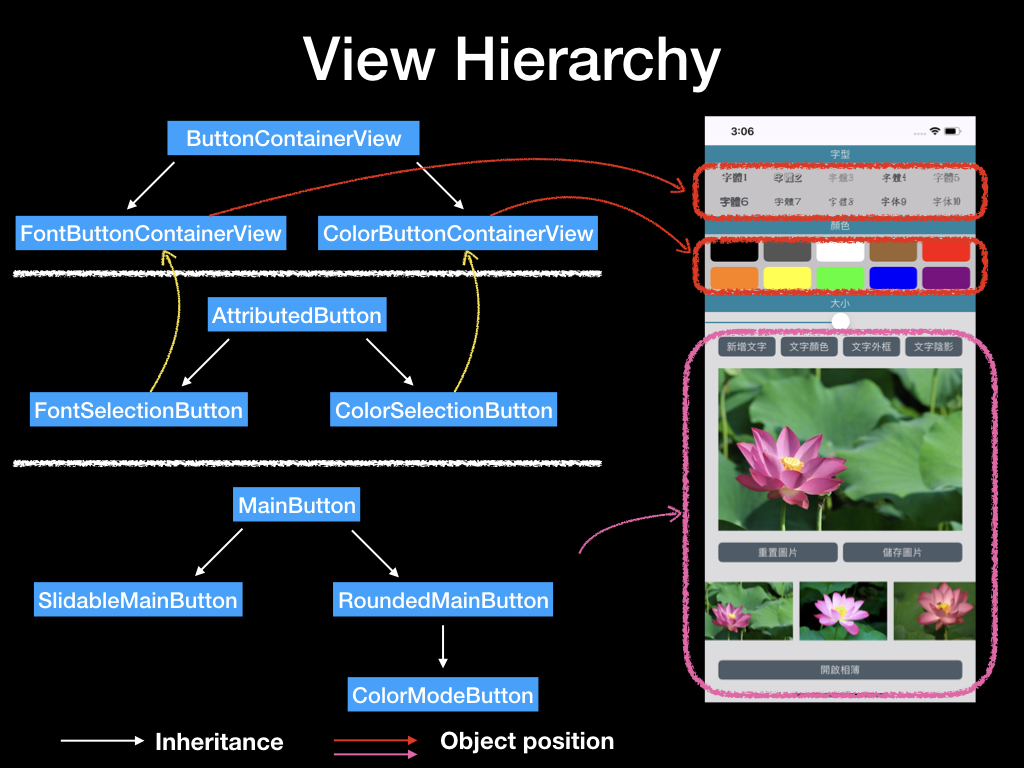 View Hierarchy
ButtonContainerView
FontButtonContainerView
ColorButtonContainerView
AttributedButton
FontSelectionButton
ColorSelectionButton
MainButton
SlidableMainButton
RoundedMainButton
ColorModeButton
Inheritance
Object position
3:06
字型
字體1 字體2 字體3 字體4 字體5
字體6 字體7 字體8 字体9 字体10
顏色
大小
新增文字 文字顏色 文字外框 文字陰影
重置圖片 儲存圖片
開啟相薄